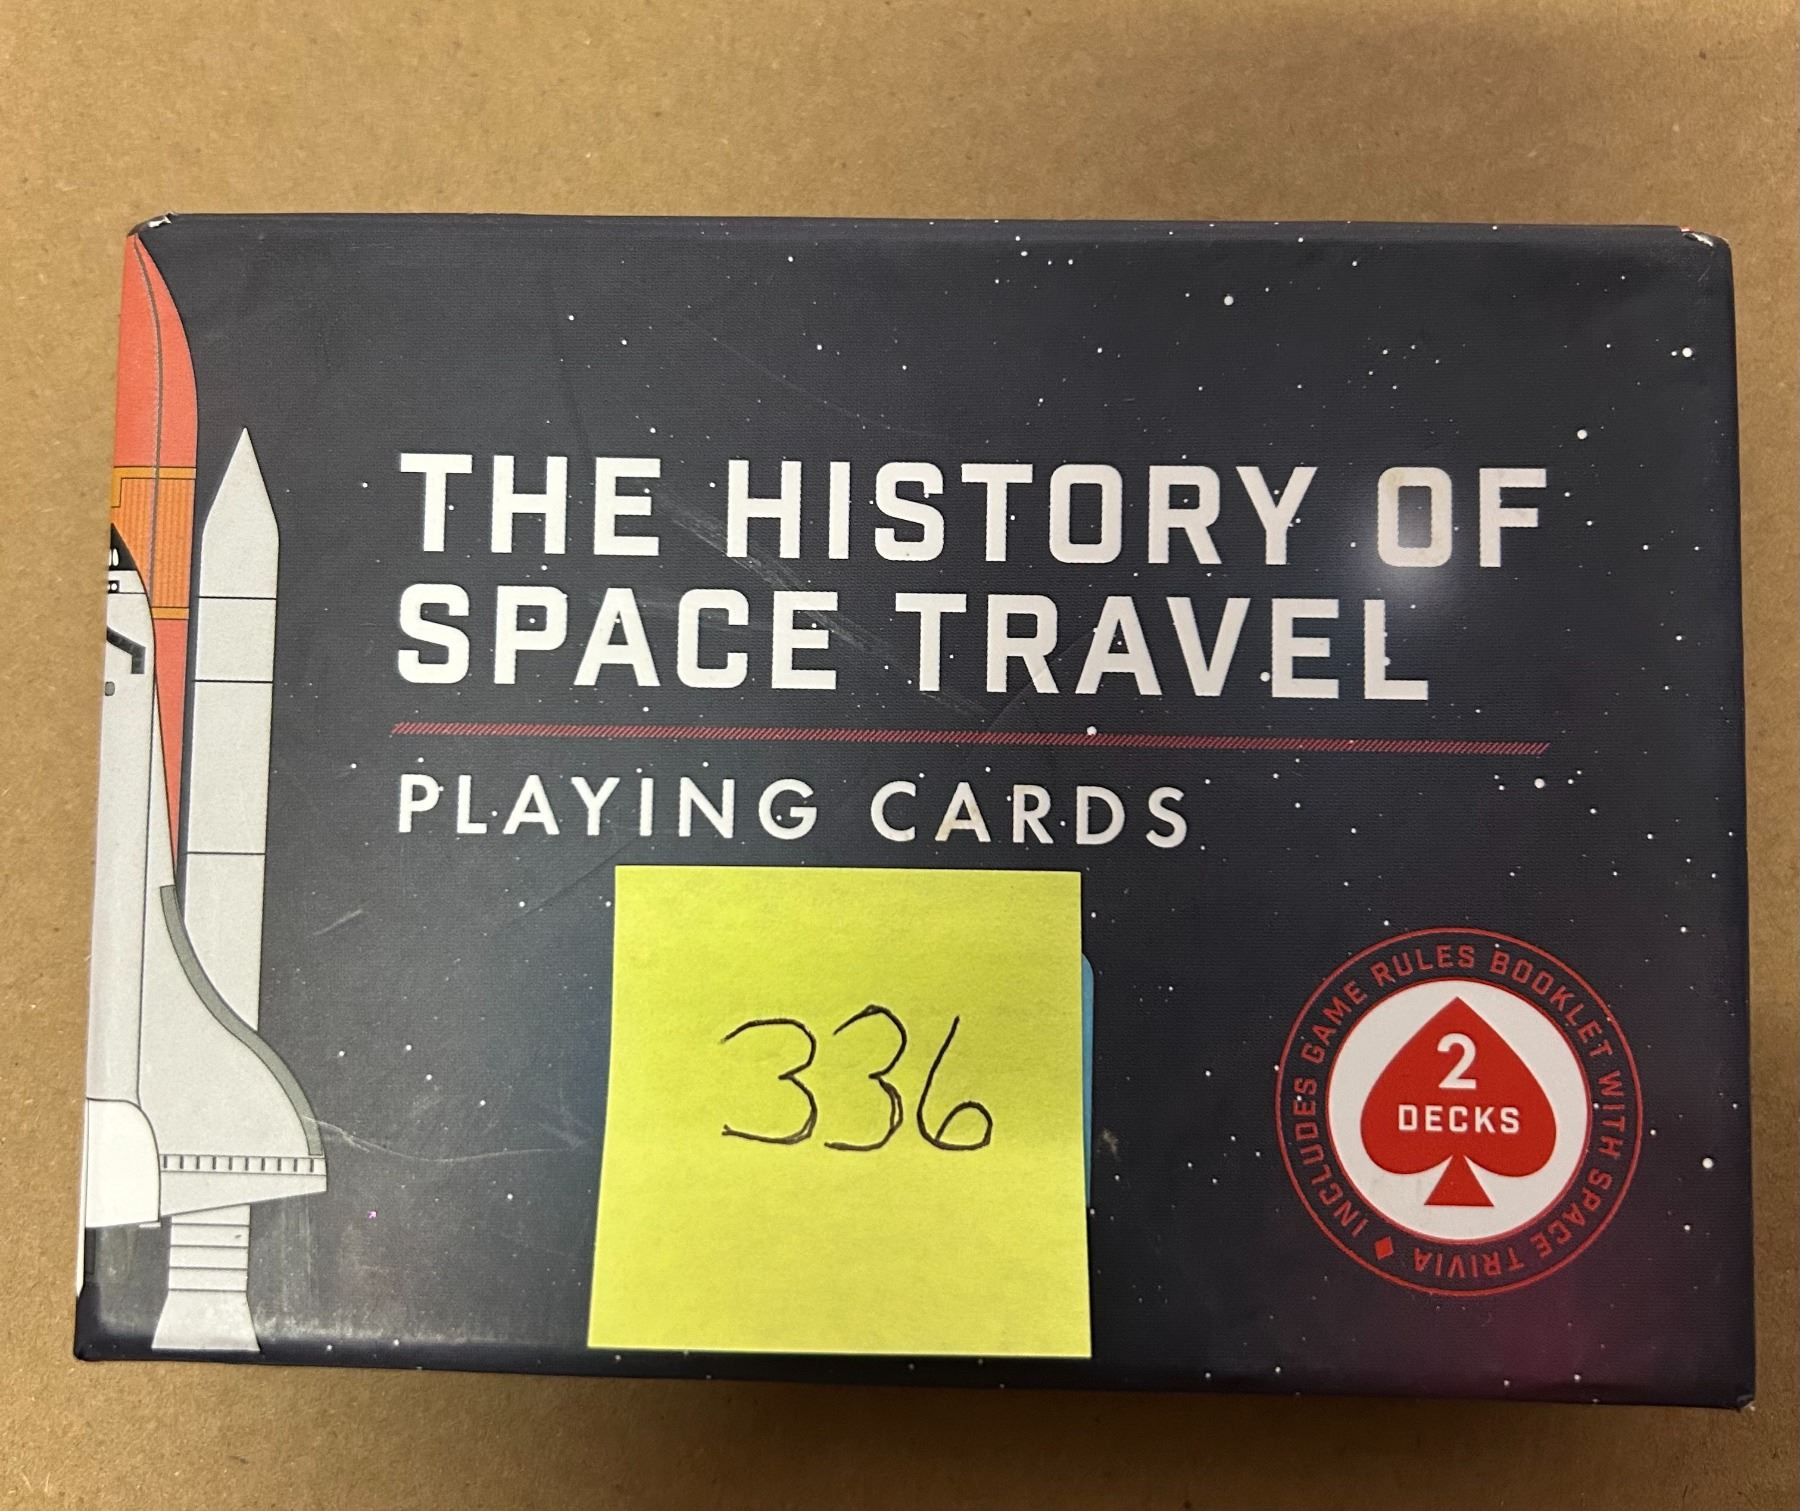 THE HISTORY OF
SPACE TRAVEL
PLAYING CARDS
336
INCLUDES GAME RULES BOOKLET WITH SPACE TRIVIA
2
DECKS